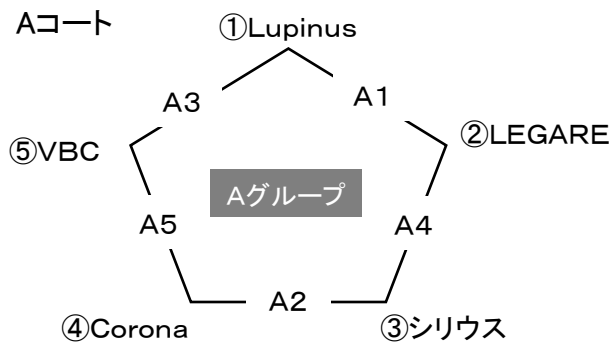 Aコート
①Lupinus
A3
A1
⑤VBC
②LEGARE
Aグループ
A5
A4
A2
④Corona
③シリウス